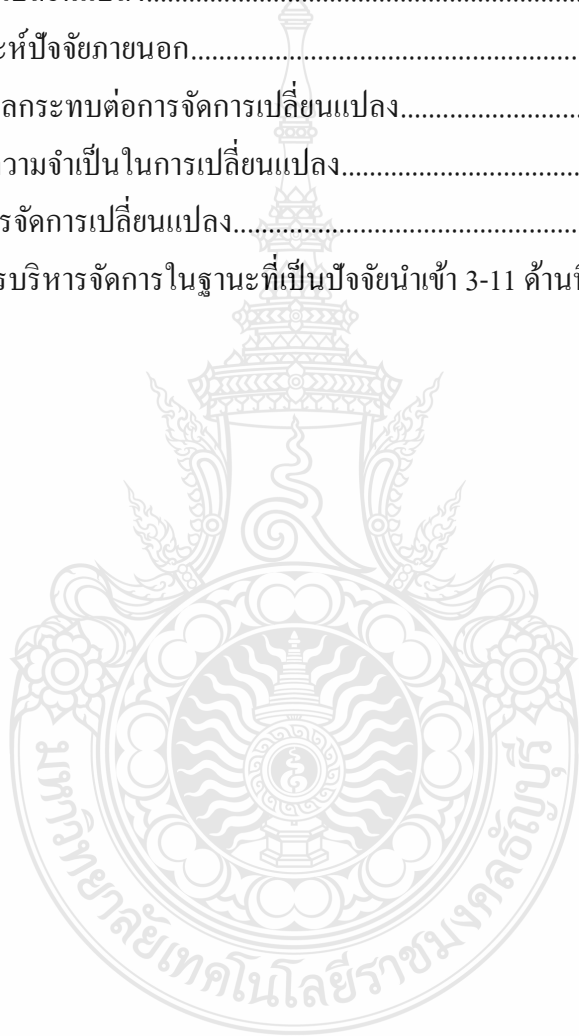 ะห์ปัจจัยภายนอก......................................................................
ลกระทบต่อการจัดการเปลี่ยนแปลง................................
ความจำเป็นในการเปลี่ยนแปลง...........................................
รจัดการเปลี่ยนแปลง..............................................................
รบริหารจัดการในฐานะที่เป็นปัจจัยนำเข้า 3-11 ด้าน
มหาวิทยาลัยเทคโนโลยีราชมงคลธัญบุรี